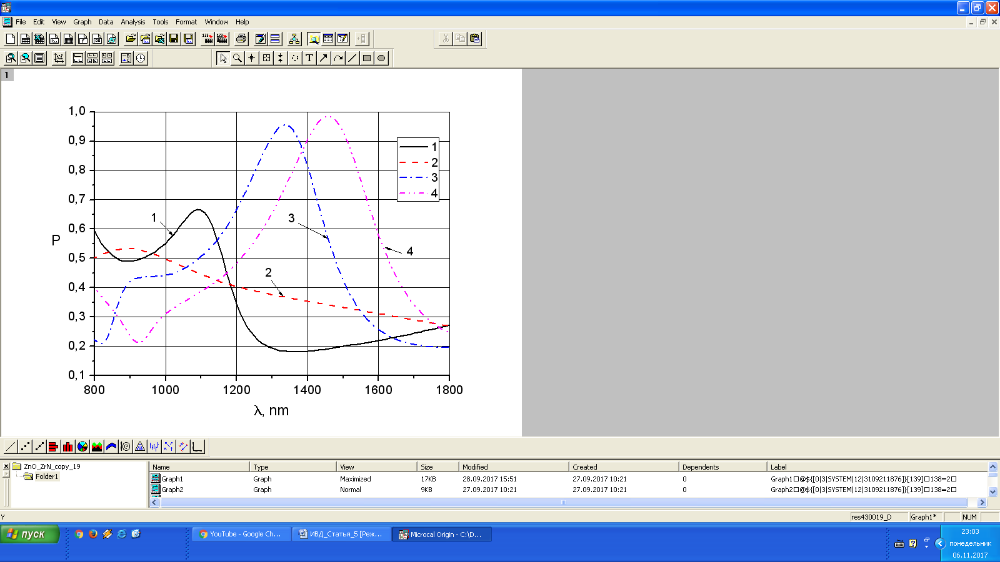 File Edit View Graph Data Analysis Tools Format Window Help
1
1,0
0,9
0,8
0,7
0,6
0,5
0,4
0,3
0,2
0,1
P
1
2
3
4
1
2
3
4
800 1000 1200 1400 1600 1800
λ, nm
ZnO_ZrN_copy_19
Folder1
Name Type View Size Modified Created Dependents Label
Graph1 Graph Maximized 17KB 28.09.2017 15:51 27.09.2017 10:21 0 Graph1□@${[0|3|SYSTEM|12|3109211876]}[139]□138=2□
Graph2 Graph Normal 9KB 27.09.2017 10:21 27.09.2017 10:21 0 Graph2□@${[0|3|SYSTEM|12|3109211876]}[139]□138=2□
Y
res430019_D Graph1* NUM
пуск
YouTube - Google Ch...
ИВД_Статья_5 [Реж...
Microcal Origin - C:\D...
23:03
понедельник
06.11.2017